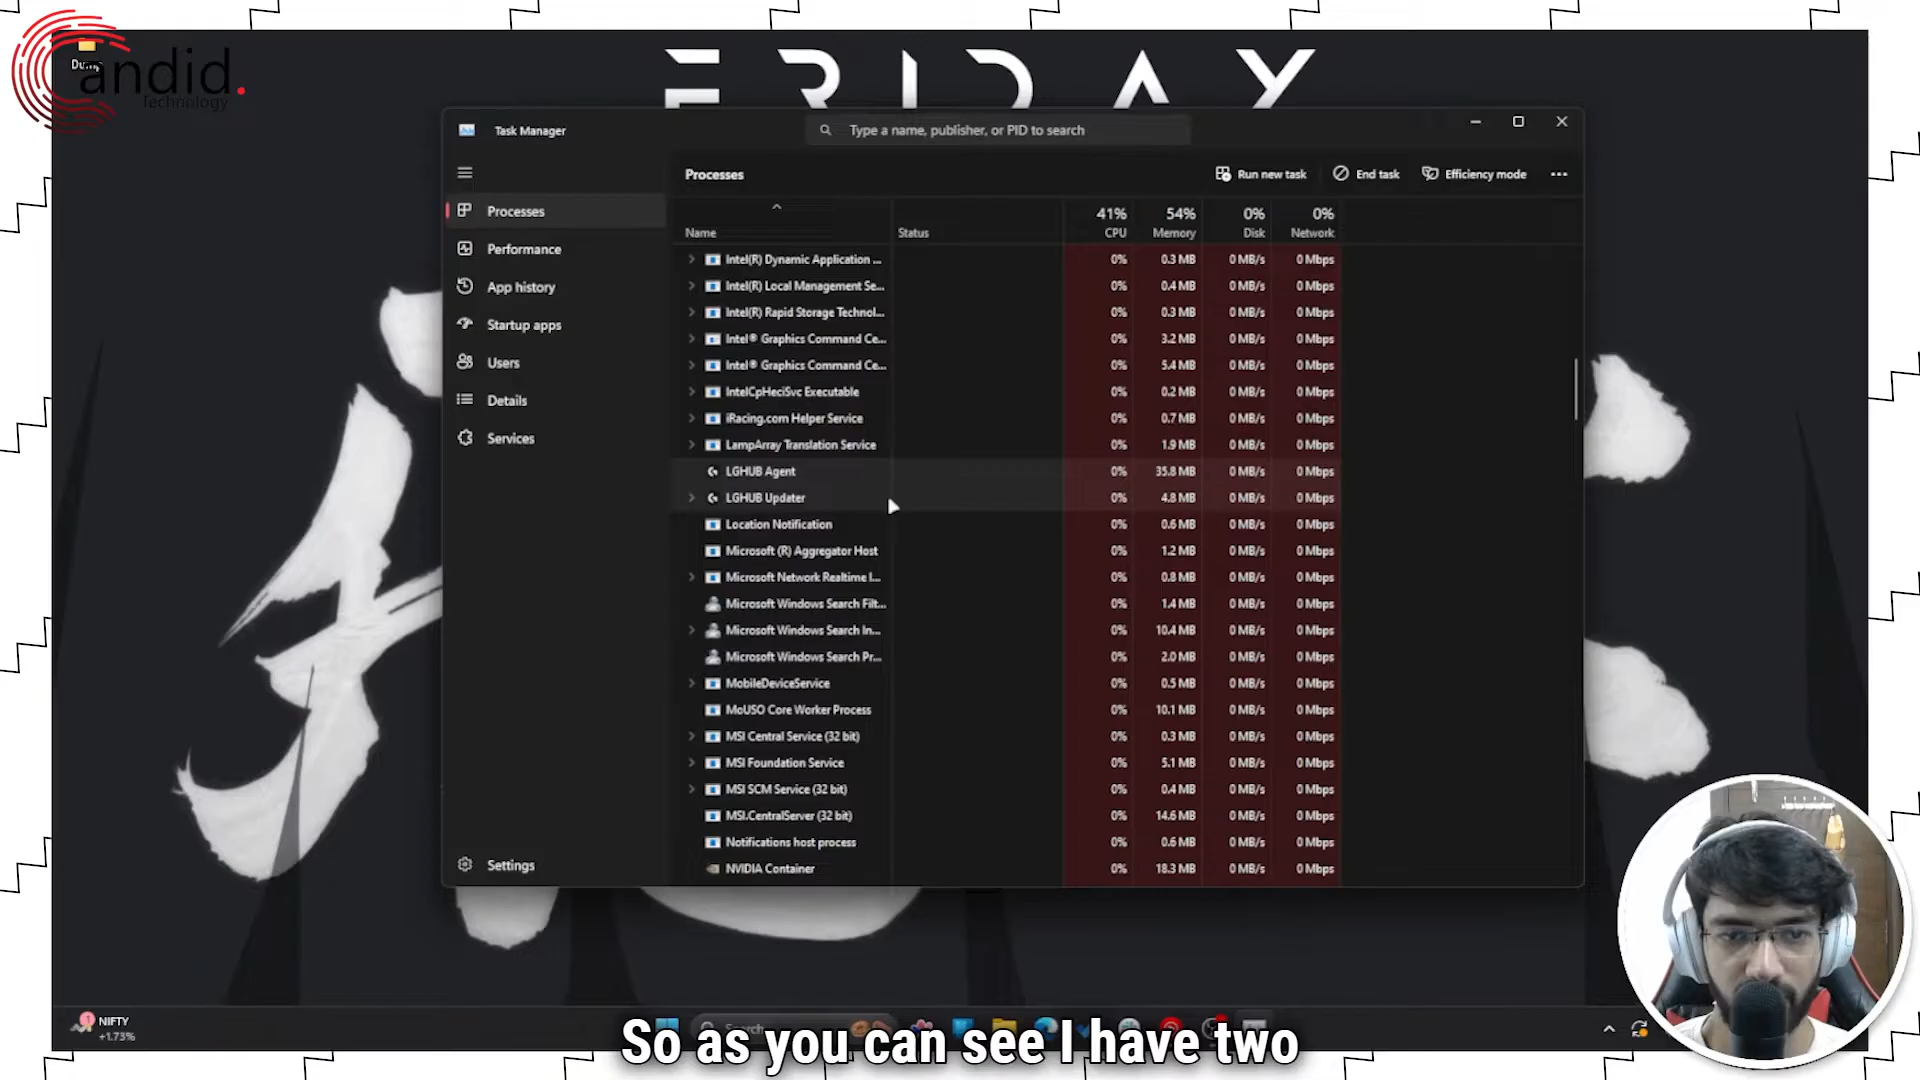 Dump
andid.
Technology
FRIDAY
Task Manager
Type a name, publisher, or PID to search
Processes
Run new task
End task
Efficiency mode
Processes
Performance
App history
Startup apps
Users
Details
Services
Settings
41% 54% 0% 0%
Name Status CPU Memory Disk Network
Intel(R) Dynamic Application ... 0% 0.3 MB 0 MB/s 0 Mbps
Intel(R) Local Management Se... 0% 0.4 MB 0 MB/s 0 Mbps
Intel(R) Rapid Storage Technol... 0% 0.3 MB 0 MB/s 0 Mbps
Intel® Graphics Command Ce... 0% 3.2 MB 0 MB/s 0 Mbps
Intel® Graphics Command Ce... 0% 5.4 MB 0 MB/s 0 Mbps
IntelCpHeciSvc Executable 0% 0.2 MB 0 MB/s 0 Mbps
iRacing.com Helper Service 0% 0.7 MB 0 MB/s 0 Mbps
LampArray Translation Service 0% 1.9 MB 0 MB/s 0 Mbps
LGHUB Agent 0% 35.8 MB 0 MB/s 0 Mbps
LGHUB Updater 0% 4.8 MB 0 MB/s 0 Mbps
Location Notification 0% 0.6 MB 0 MB/s 0 Mbps
Microsoft (R) Aggregator Host 0% 1.2 MB 0 MB/s 0 Mbps
Microsoft Network Realtime I... 0% 0.8 MB 0 MB/s 0 Mbps
Microsoft Windows Search Filt... 0% 1.4 MB 0 MB/s 0 Mbps
Microsoft Windows Search In... 0% 10.4 MB 0 MB/s 0 Mbps
Microsoft Windows Search Pr... 0% 2.0 MB 0 MB/s 0 Mbps
MobileDeviceService 0% 0.5 MB 0 MB/s 0 Mbps
MoUSO Core Worker Process 0% 10.1 MB 0 MB/s 0 Mbps
MSI Central Service (32 bit) 0% 0.3 MB 0 MB/s 0 Mbps
MSI Foundation Service 0% 5.1 MB 0 MB/s 0 Mbps
MSI SCM Service (32 bit) 0% 0.4 MB 0 MB/s 0 Mbps
MSI.CentralServer (32 bit) 0% 14.6 MB 0 MB/s 0 Mbps
Notifications host process 0% 0.6 MB 0 MB/s 0 Mbps
NVIDIA Container 0% 18.3 MB 0 MB/s 0 Mbps
1
NIFTY
+1.73%
Search
So as you can see I have two